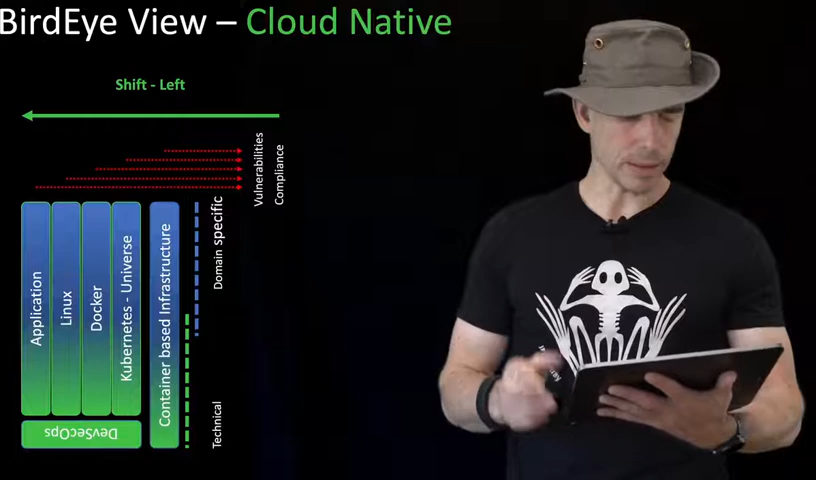 BirdEye View – Cloud Native
Shift - Left
Vulnerabilities
Compliance
Application
Linux
Docker
Kubernetes - Universe
Container based Infrastructure
Domain specific
Technical
DevSecOps